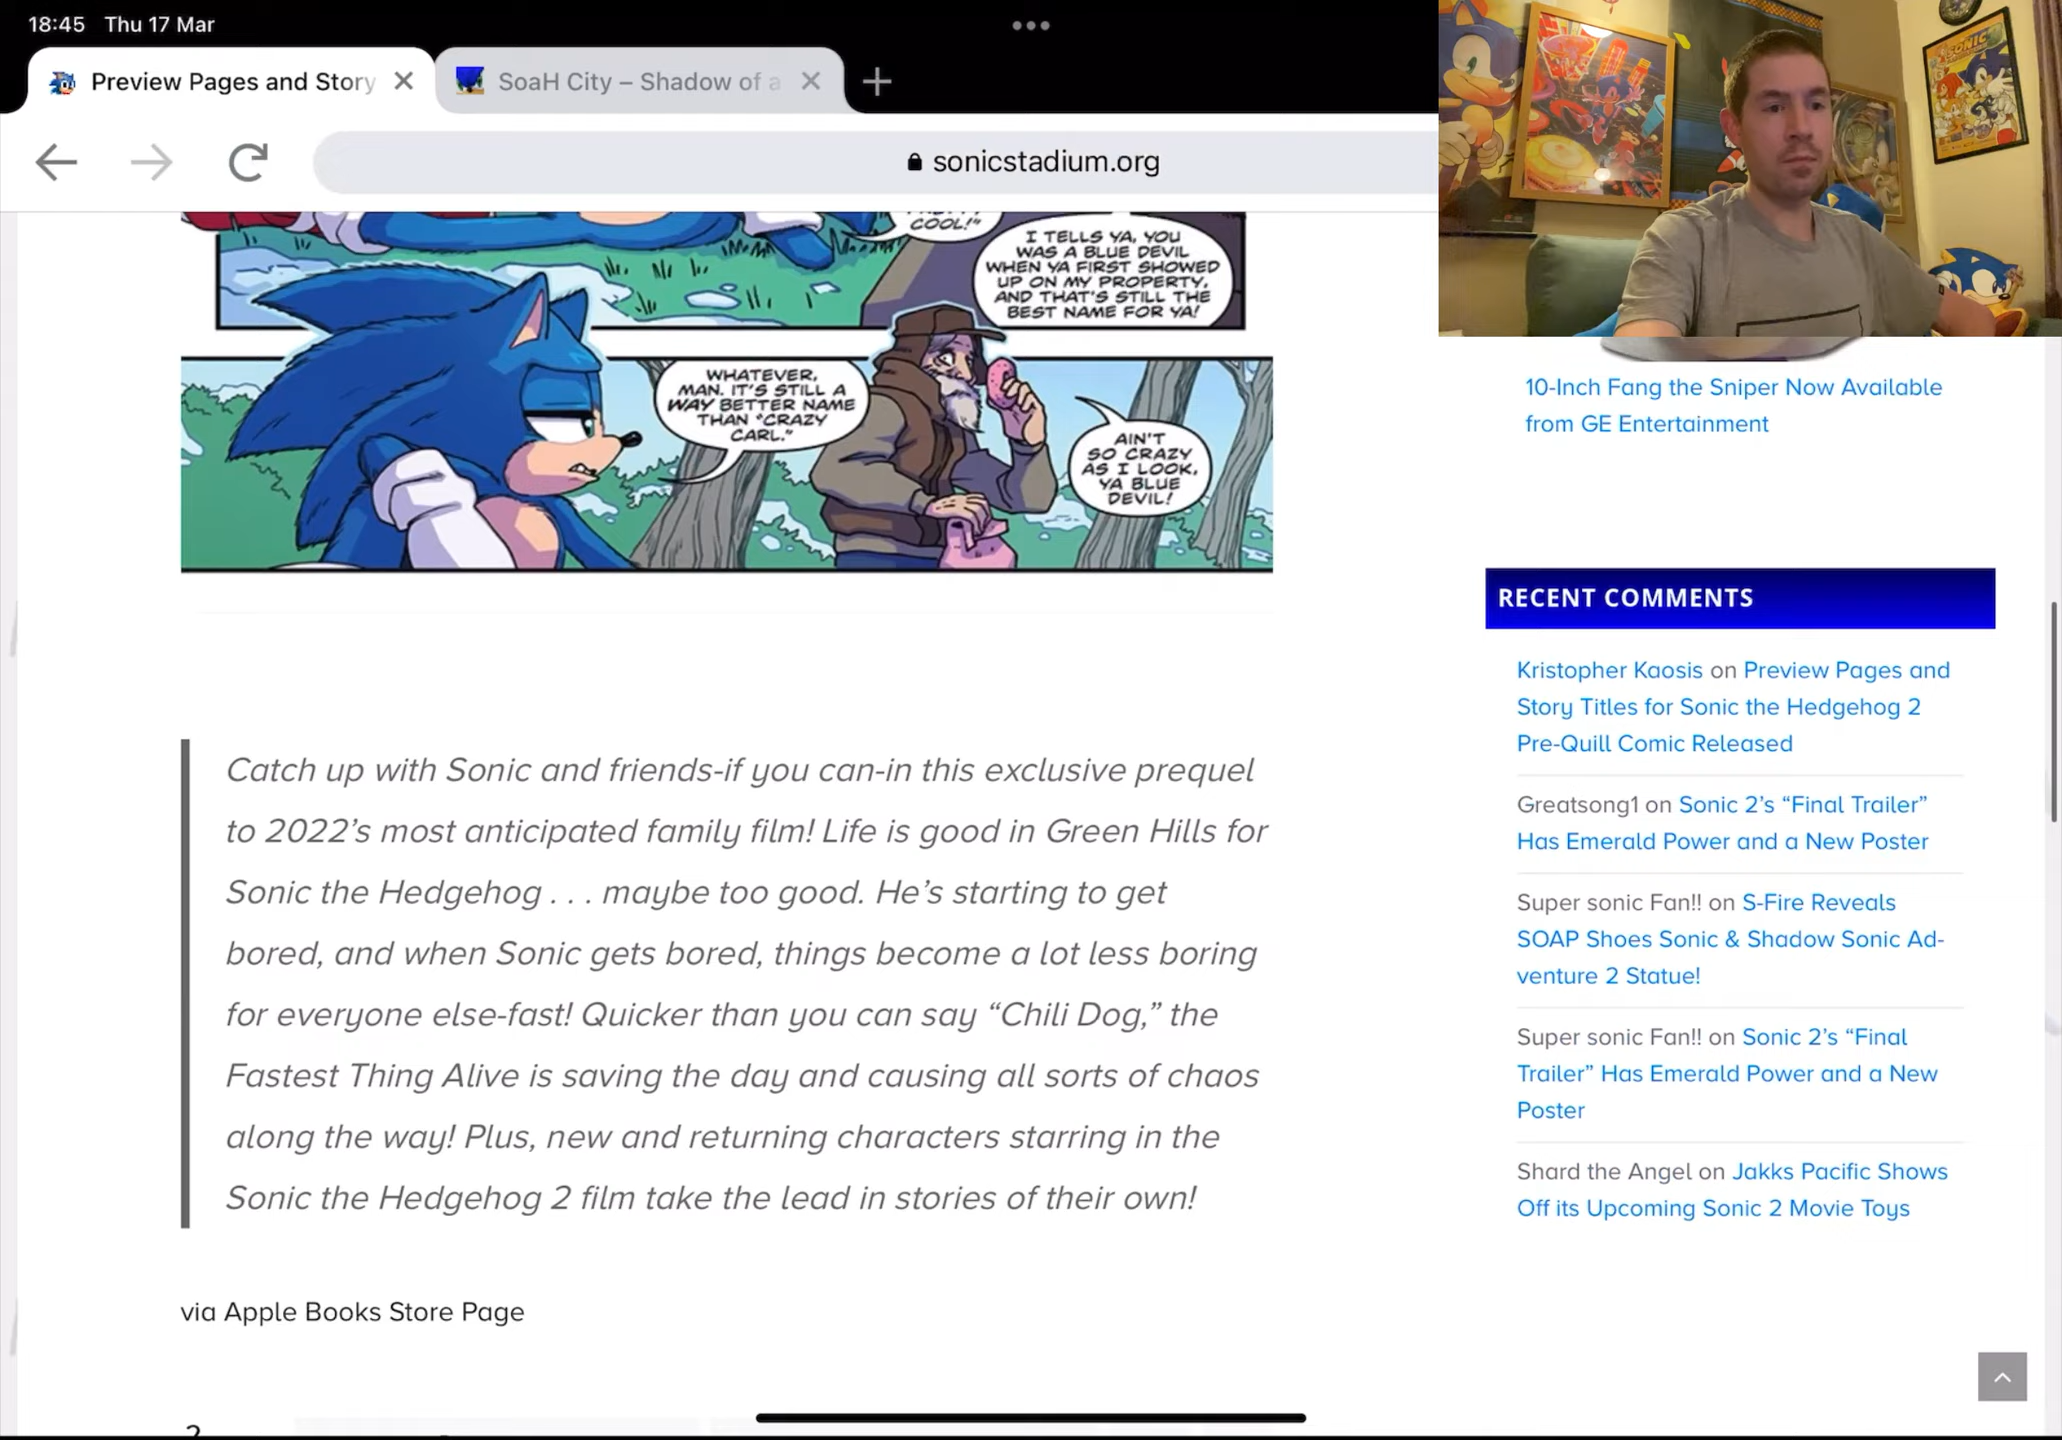 18:45 Thu 17 Mar
Preview Pages and Story
SoaH City – Shadow of a
sonicstadium.org
COOL!"
I TELLS YA, YOU
WAS A BLUE DEVIL
WHEN YA FIRST SHOWED
UP ON MY PROPERTY,
AND THAT'S STILL THE
BEST NAME FOR YA!
WHATEVER,
MAN. IT'S STILL A
WAY BETTER NAME
THAN "CRAZY
CARL."
AIN'T
SO CRAZY
AS I LOOK,
YA BLUE
DEVIL!
Catch up with Sonic and friends-if you can-in this exclusive prequel
to 2022’s most anticipated family film! Life is good in Green Hills for
Sonic the Hedgehog . . . maybe too good. He’s starting to get
bored, and when Sonic gets bored, things become a lot less boring
for everyone else-fast! Quicker than you can say “Chili Dog,” the
Fastest Thing Alive is saving the day and causing all sorts of chaos
along the way! Plus, new and returning characters starring in the
Sonic the Hedgehog 2 film take the lead in stories of their own!
via Apple Books Store Page
SONIC
10-Inch Fang the Sniper Now Available
from GE Entertainment
RECENT COMMENTS
Kristopher Kaosis on Preview Pages and
Story Titles for Sonic the Hedgehog 2
Pre-Quill Comic Released
Greatsong1 on Sonic 2’s “Final Trailer”
Has Emerald Power and a New Poster
Super sonic Fan!! on S-Fire Reveals
SOAP Shoes Sonic & Shadow Sonic Ad-
venture 2 Statue!
Super sonic Fan!! on Sonic 2’s “Final
Trailer” Has Emerald Power and a New
Poster
Shard the Angel on Jakks Pacific Shows
Off its Upcoming Sonic 2 Movie Toys